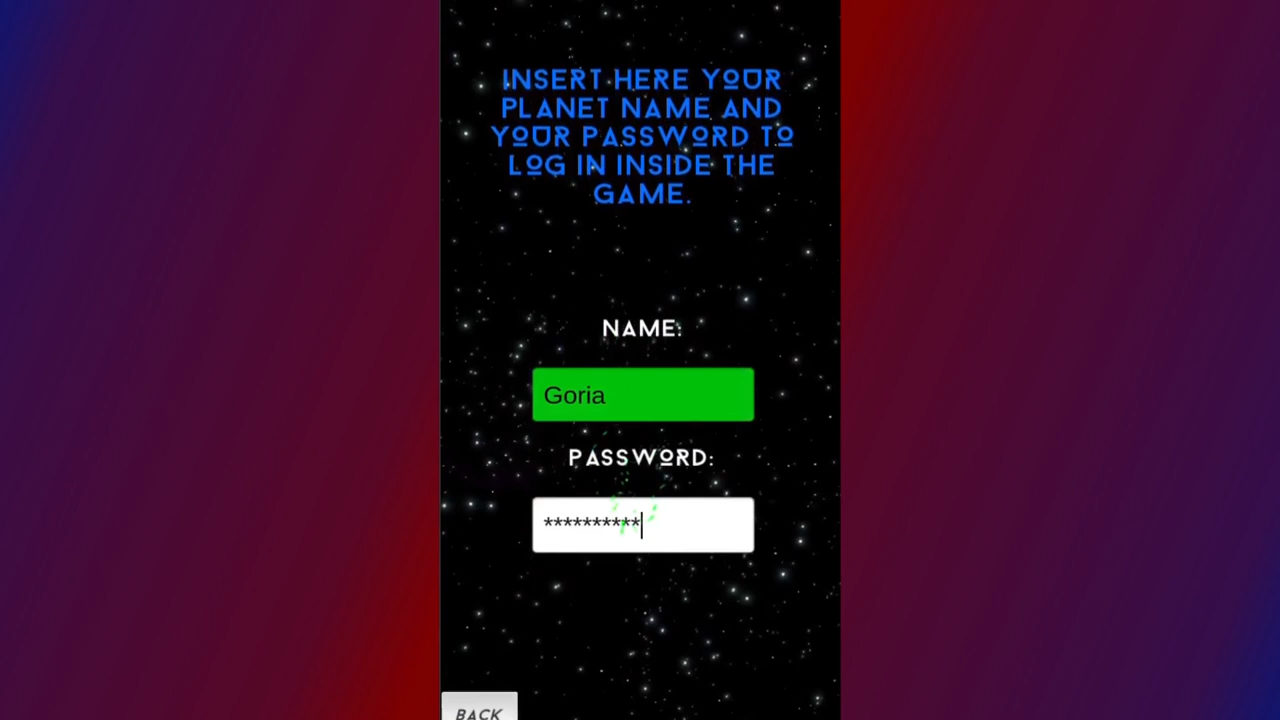 INSERT HERE YOUR
PLANET NAME AND
YOUR PASSWORD TO
LOG IN INSIDE THE
GAME.
NAME:
Goria
PASSWORD:
**********
BACK